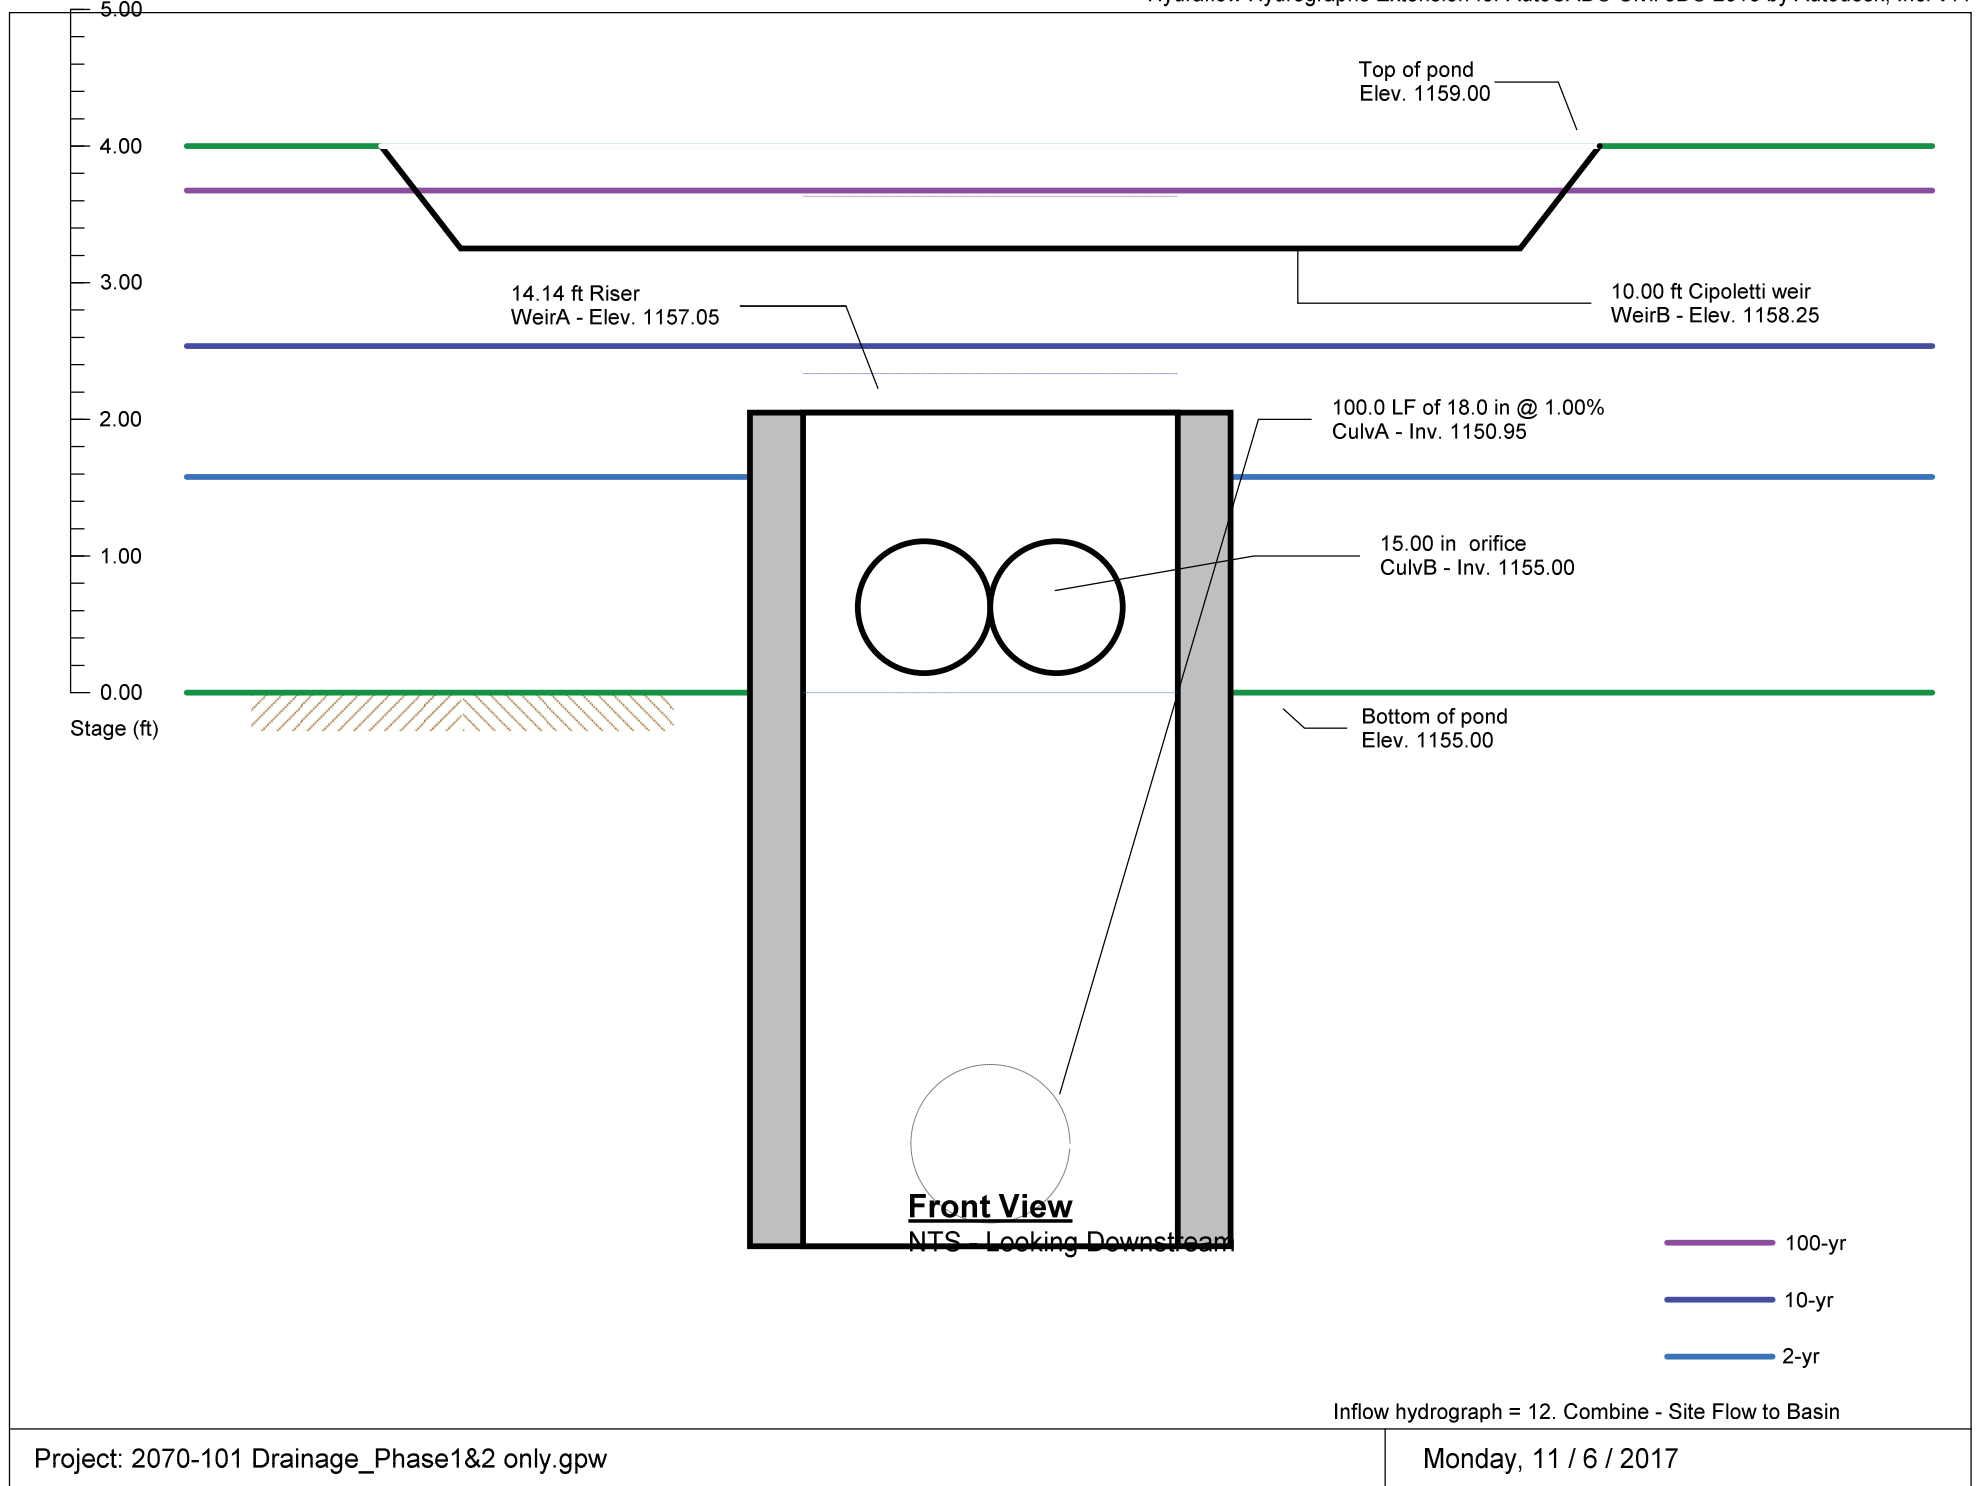 5.00
Top of pond
Elev. 1159.00
4.00
3.00
14.14 ft Riser
WeirA - Elev. 1157.05
10.00 ft Cipoletti weir
WeirB - Elev. 1158.25
2.00
100.0 LF of 18.0 in @ 1.00%
CulvA - Inv. 1150.95
1.00
15.00 in orifice
CulvB - Inv. 1155.00
0.00
Stage (ft)
Bottom of pond
Elev. 1155.00
Front View
NTS - Looking Downstream
100-yr
10-yr
2-yr
Inflow hydrograph = 12. Combine - Site Flow to Basin
Project: 2070-101 Drainage_Phase1&2 only.gpw
Monday, 11 / 6 / 2017